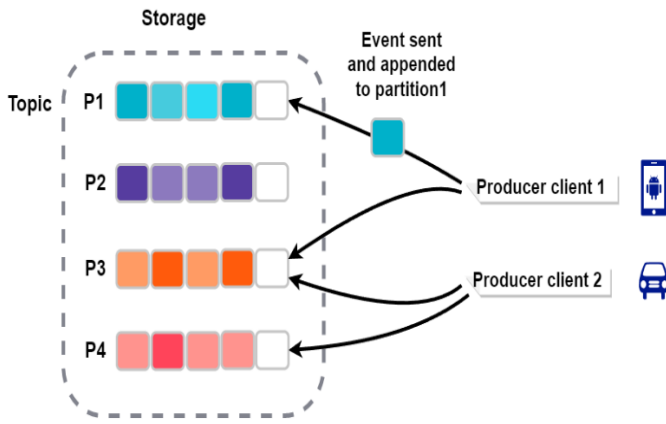 Storage
Event sent
and appended
to partition1
Topic
P1
P2
Producer client 1
P3
Producer client 2
P4